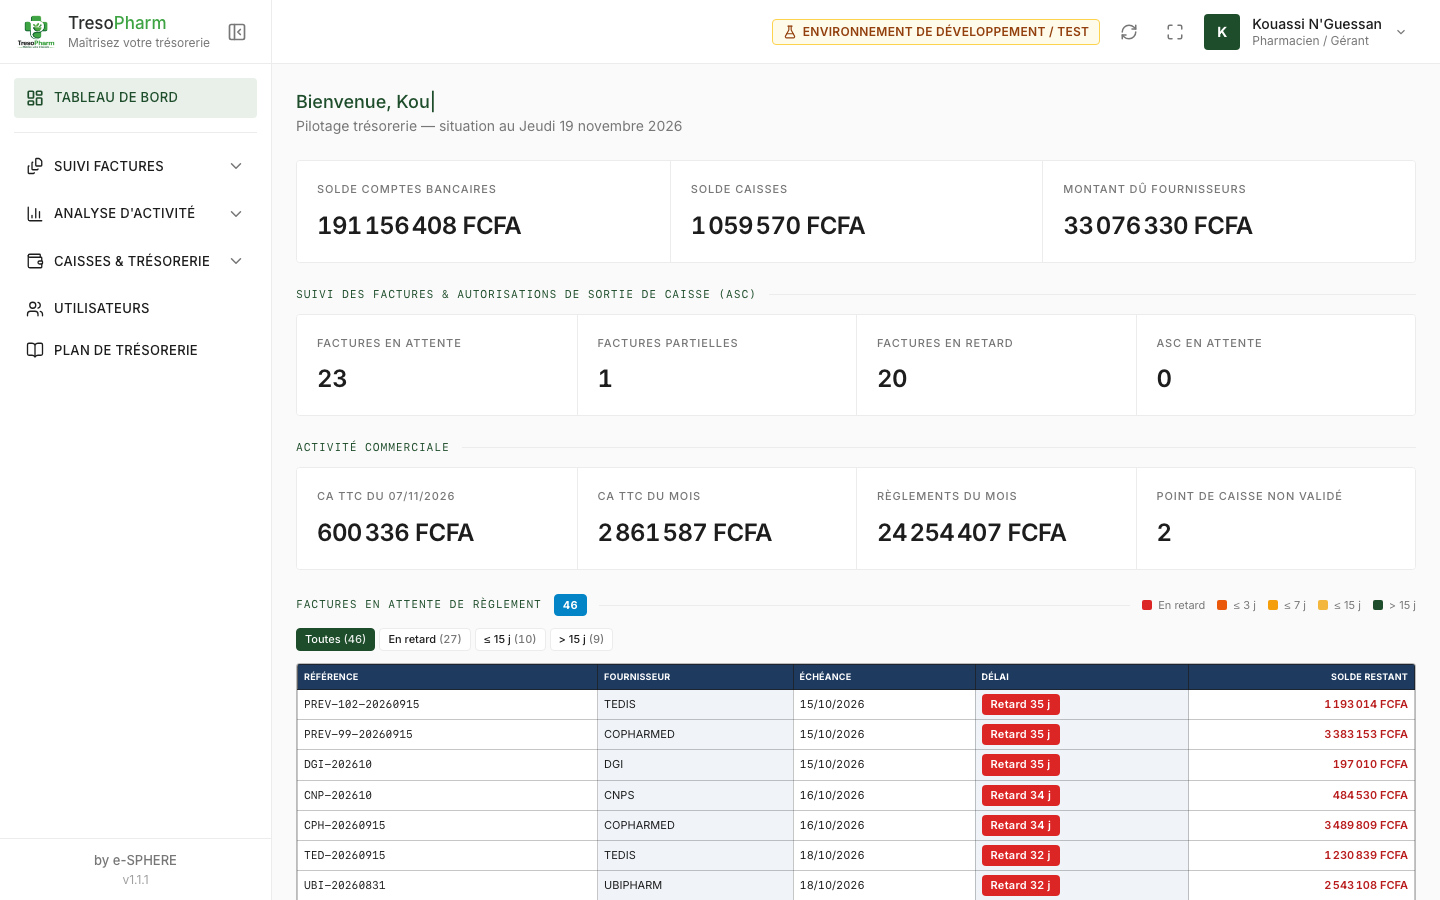 TresoPharm
Maîtrisez votre trésorerie
TresoPharm
ENVIRONNEMENT DE DÉVELOPPEMENT / TEST
K
Kouassi N'Guessan
Pharmacien / Gérant
TABLEAU DE BORD
SUIVI FACTURES
ANALYSE D'ACTIVITÉ
CAISSES & TRÉSORERIE
UTILISATEURS
PLAN DE TRÉSORERIE
by e-SPHERE
v1.1.1
Bienvenue, Kou|
Pilotage trésorerie — situation au Jeudi 19 novembre 2026
SOLDE COMPTES BANCAIRES
191 156 408 FCFA
SOLDE CAISSES
1 059 570 FCFA
MONTANT DÛ FOURNISSEURS
33 076 330 FCFA
SUIVI DES FACTURES & AUTORISATIONS DE SORTIE DE CAISSE (ASC)
FACTURES EN ATTENTE
23
FACTURES PARTIELLES
1
FACTURES EN RETARD
20
ASC EN ATTENTE
0
ACTIVITÉ COMMERCIALE
CA TTC DU 07/11/2026
600 336 FCFA
CA TTC DU MOIS
2 861 587 FCFA
RÈGLEMENTS DU MOIS
24 254 407 FCFA
POINT DE CAISSE NON VALIDÉ
2
FACTURES EN ATTENTE DE RÈGLEMENT 46
En retard ≤ 3 j ≤ 7 j ≤ 15 j > 15 j
Toutes (46) En retard (27) ≤ 15 j (10) > 15 j (9)
RÉFÉRENCE FOURNISSEUR ÉCHÉANCE DÉLAI SOLDE RESTANT
PREV-102-20260915 TEDIS 15/10/2026 Retard 35 j 1 193 014 FCFA
PREV-99-20260915 COPHARMED 15/10/2026 Retard 35 j 3 383 153 FCFA
DGI-202610 DGI 15/10/2026 Retard 35 j 197 010 FCFA
CNP-202610 CNPS 16/10/2026 Retard 34 j 484 530 FCFA
CPH-20260915 COPHARMED 16/10/2026 Retard 34 j 3 489 809 FCFA
TED-20260915 TEDIS 18/10/2026 Retard 32 j 1 230 839 FCFA
UBI-20260831 UBIPHARM 18/10/2026 Retard 32 j 2 543 108 FCFA